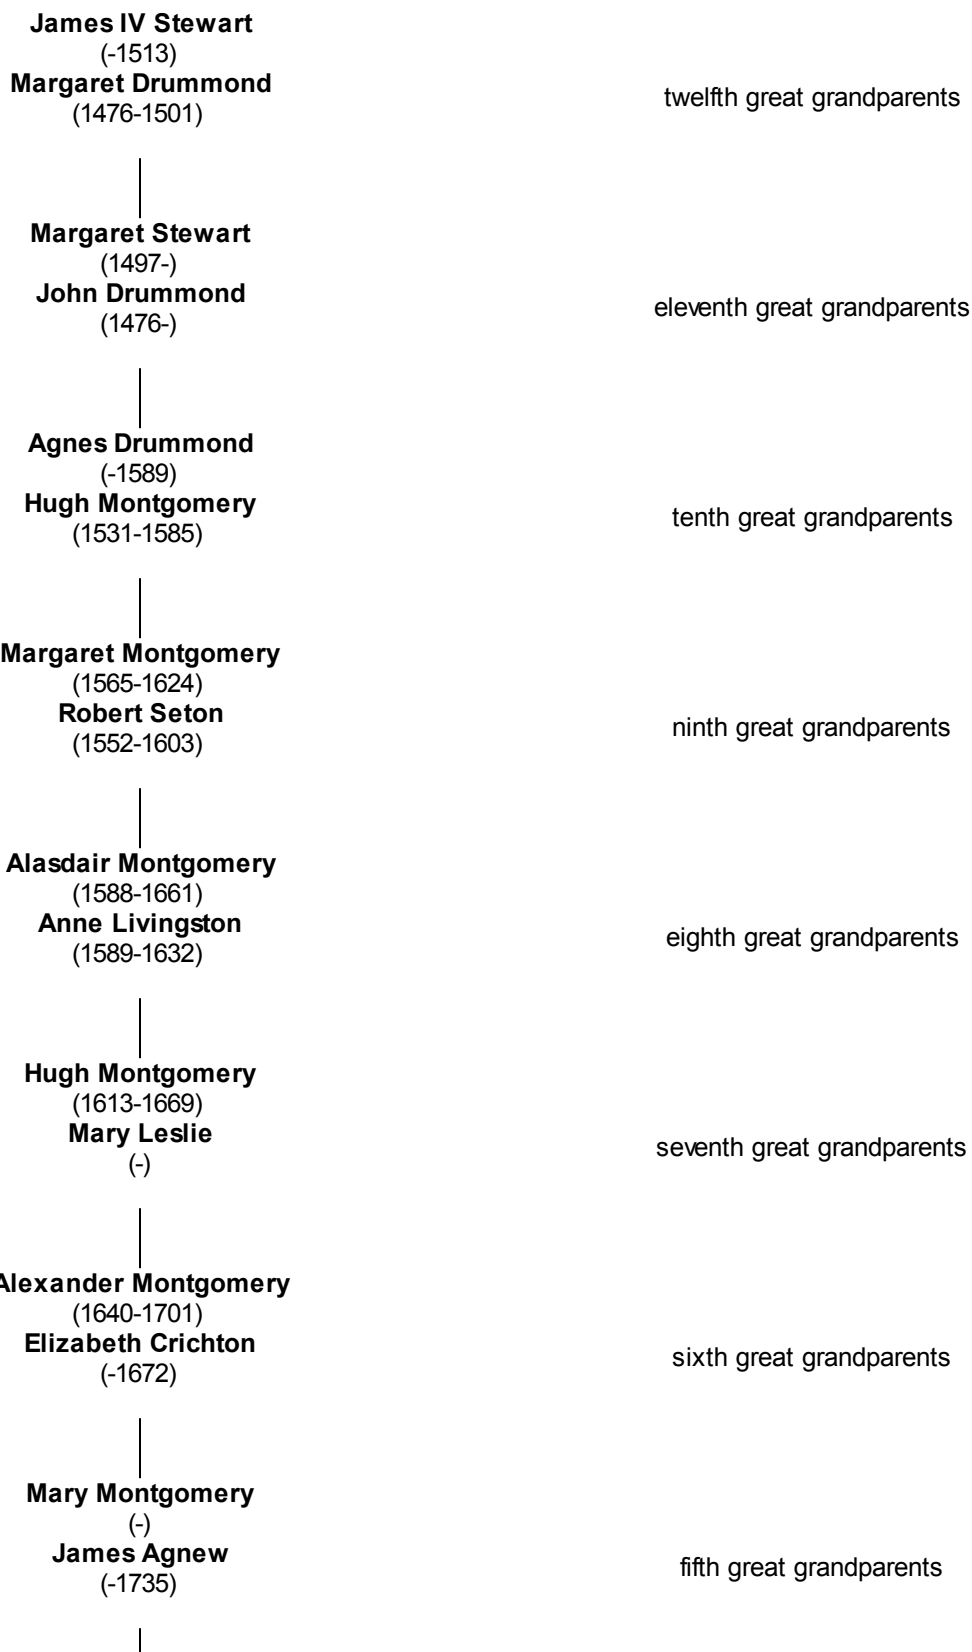 James IV Stewart
(-1513)
Margaret Drummond
(1476-1501)
twelfth great grandparents
Margaret Stewart
(1497-)
John Drummond
(1476-)
eleventh great grandparents
Agnes Drummond
(-1589)
Hugh Montgomery
(1531-1585)
tenth great grandparents
Margaret Montgomery
(1565-1624)
Robert Seton
(1552-1603)
ninth great grandparents
Alasdair Montgomery
(1588-1661)
Anne Livingston
(1589-1632)
eighth great grandparents
Hugh Montgomery
(1613-1669)
Mary Leslie
(-)
seventh great grandparents
Alexander Montgomery
(1640-1701)
Elizabeth Crichton
(-1672)
sixth great grandparents
Mary Montgomery
(-)
James Agnew
(-1735)
fifth great grandparents